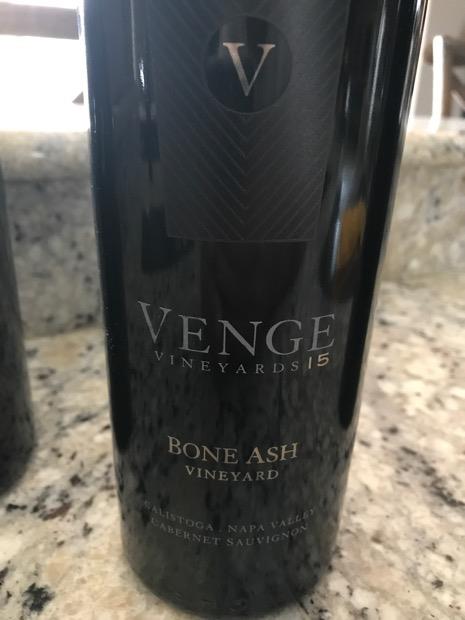 V
VENGE
VINEYARDS 15
BONE ASH
VINEYARD
CALISTOGA . NAPA VALLEY
CABERNET SAUVIGNON